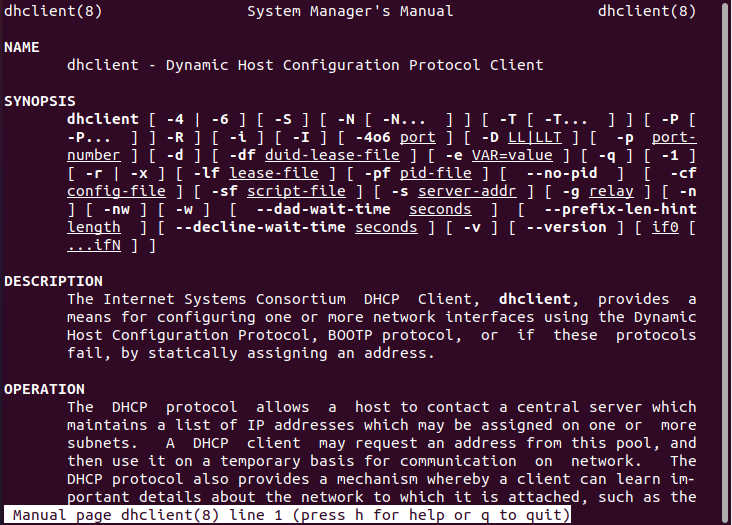 dhclient(8) System Manager's Manual dhclient(8)
NAME
dhclient - Dynamic Host Configuration Protocol Client
SYNOPSIS
dhclient [ -4 | -6 ] [ -S ] [ -N [ -N... ] ] [ -T [ -T... ] ] [ -P [
-P... ] ] -R ] [ -i ] [ -I ] [ -4o6 port ] [ -D LL|LLT ] [ -p port-
number ] [ -d ] [ -df duid-lease-file ] [ -e VAR=value ] [ -q ] [ -1 ]
[ -r | -x ] [ -lf lease-file ] [ -pf pid-file ] [ --no-pid ] [ -cf
config-file ] [ -sf script-file ] [ -s server-addr ] [ -g relay ] [ -n
] [ -nw ] [ -w ] [ --dad-wait-time seconds ] [ --prefix-len-hint
length ] [ --decline-wait-time seconds ] [ -v ] [ --version ] [ if0 [
...ifN ] ]
DESCRIPTION
The Internet Systems Consortium DHCP Client, dhclient, provides a
means for configuring one or more network interfaces using the Dynamic
Host Configuration Protocol, BOOTP protocol, or if these protocols
fail, by statically assigning an address.
OPERATION
The DHCP protocol allows a host to contact a central server which
maintains a list of IP addresses which may be assigned on one or more
subnets. A DHCP client may request an address from this pool, and
then use it on a temporary basis for communication on network. The
DHCP protocol also provides a mechanism whereby a client can learn im-
portant details about the network to which it is attached, such as the
Manual page dhclient(8) line 1 (press h for help or q to quit)